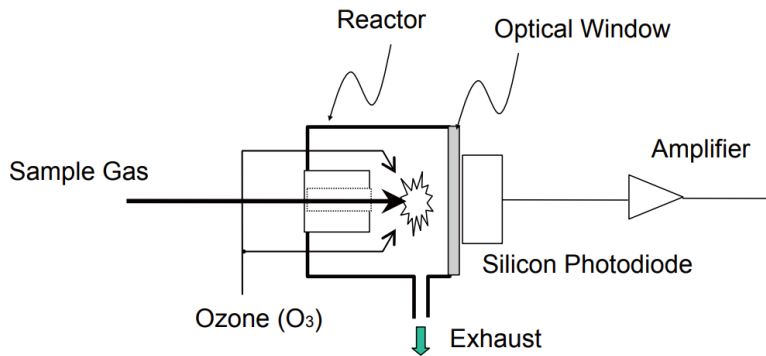 Reactor
Optical Window
Amplifier
Sample Gas
Silicon Photodiode
Ozone (O3)
Exhaust